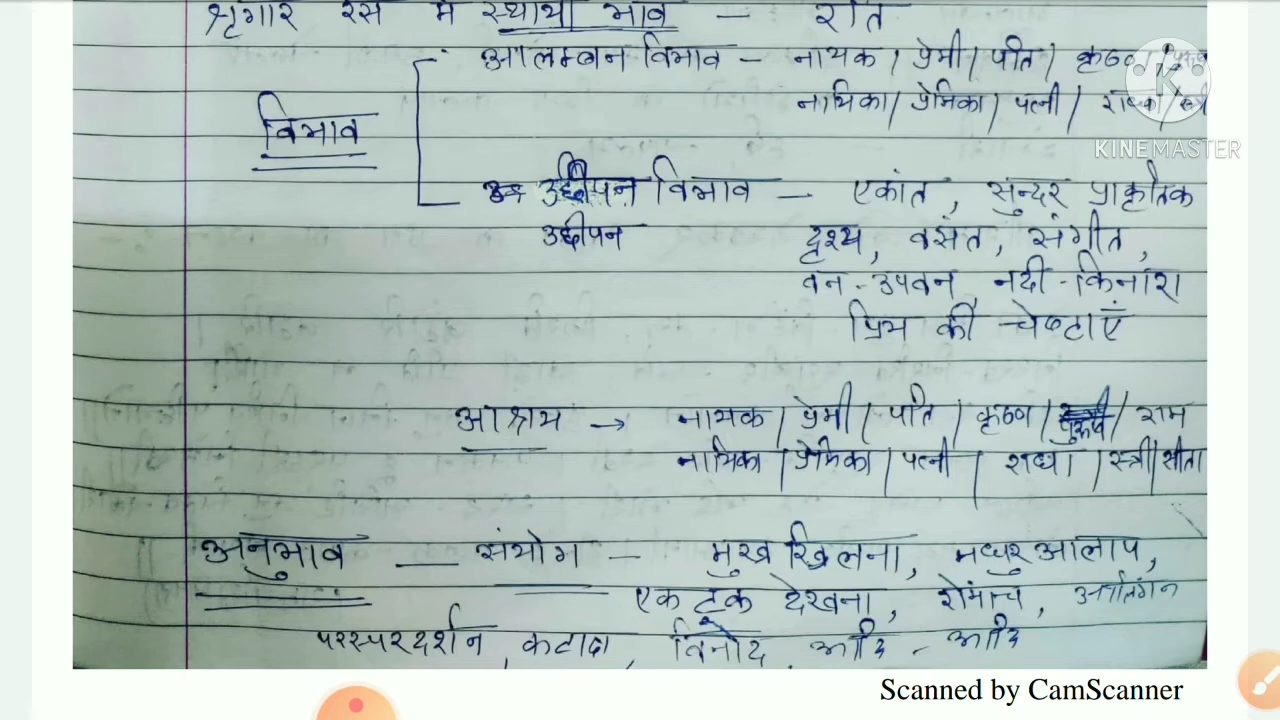 श्रृंगार रस में स्थायी भाव - रति
आलम्बन विभाव - नायक / प्रेमी / पति / कृष्ण /
नायिका / प्रेमिका / पत्नी / राधा / स्त्री
विभाव
KINEMASTER
उद्दीपन विभाव - एकांत, सुन्दर प्राकृतिक
उद्दीपन दृश्य, वसंत, संगीत,
वन - उपवन नदी - किनारा
प्रिय की चेष्टाएँ
आश्रय → नायक / प्रेमी / पति / कृष्ण / पुरुष / राम
नायिका / प्रेमिका / पत्नी / राधा / स्त्री / सीता
अनुभाव — संयोग - मुख खिलना, मधुर आलाप,
एक टक देखना, रोमांच, आलिंगन
परस्पर दर्शन, कटाक्ष, विनोद आदि - आदि
Scanned by CamScanner